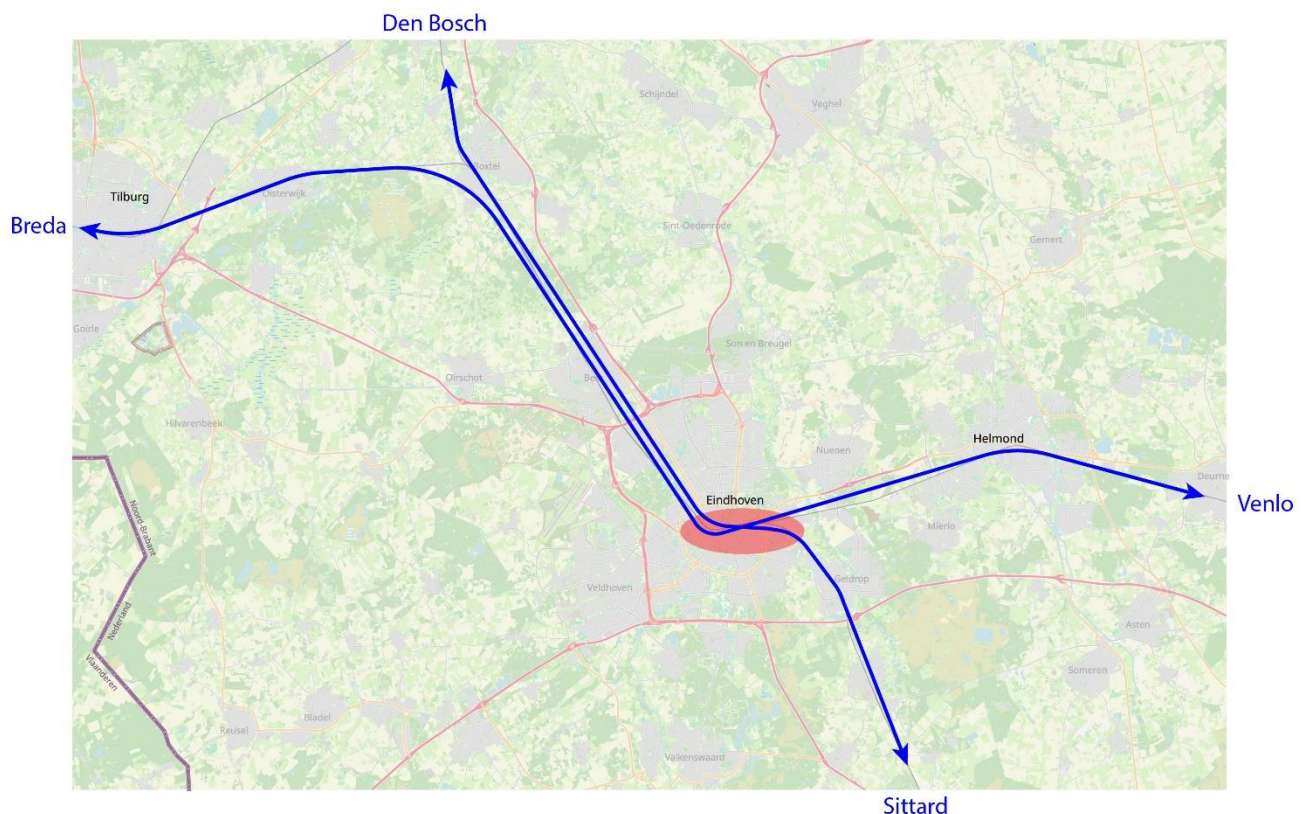 Den Bosch
Schijndel
Veghel
Boxtel
Oisterwijk
Tilburg
Breda
Sint-Oedenrode
Gemert
Goirle
Son en Breugel
Oirschot
Hilvarenbeek
Nuenen
Helmond
Deurne
Eindhoven
Venlo
Mierlo
Noord-Brabant
Veldhoven
Geldrop
Nederland
Vlaanderen
Asten
Someren
Bladel
Reusel
Valkenswaard
Sittard